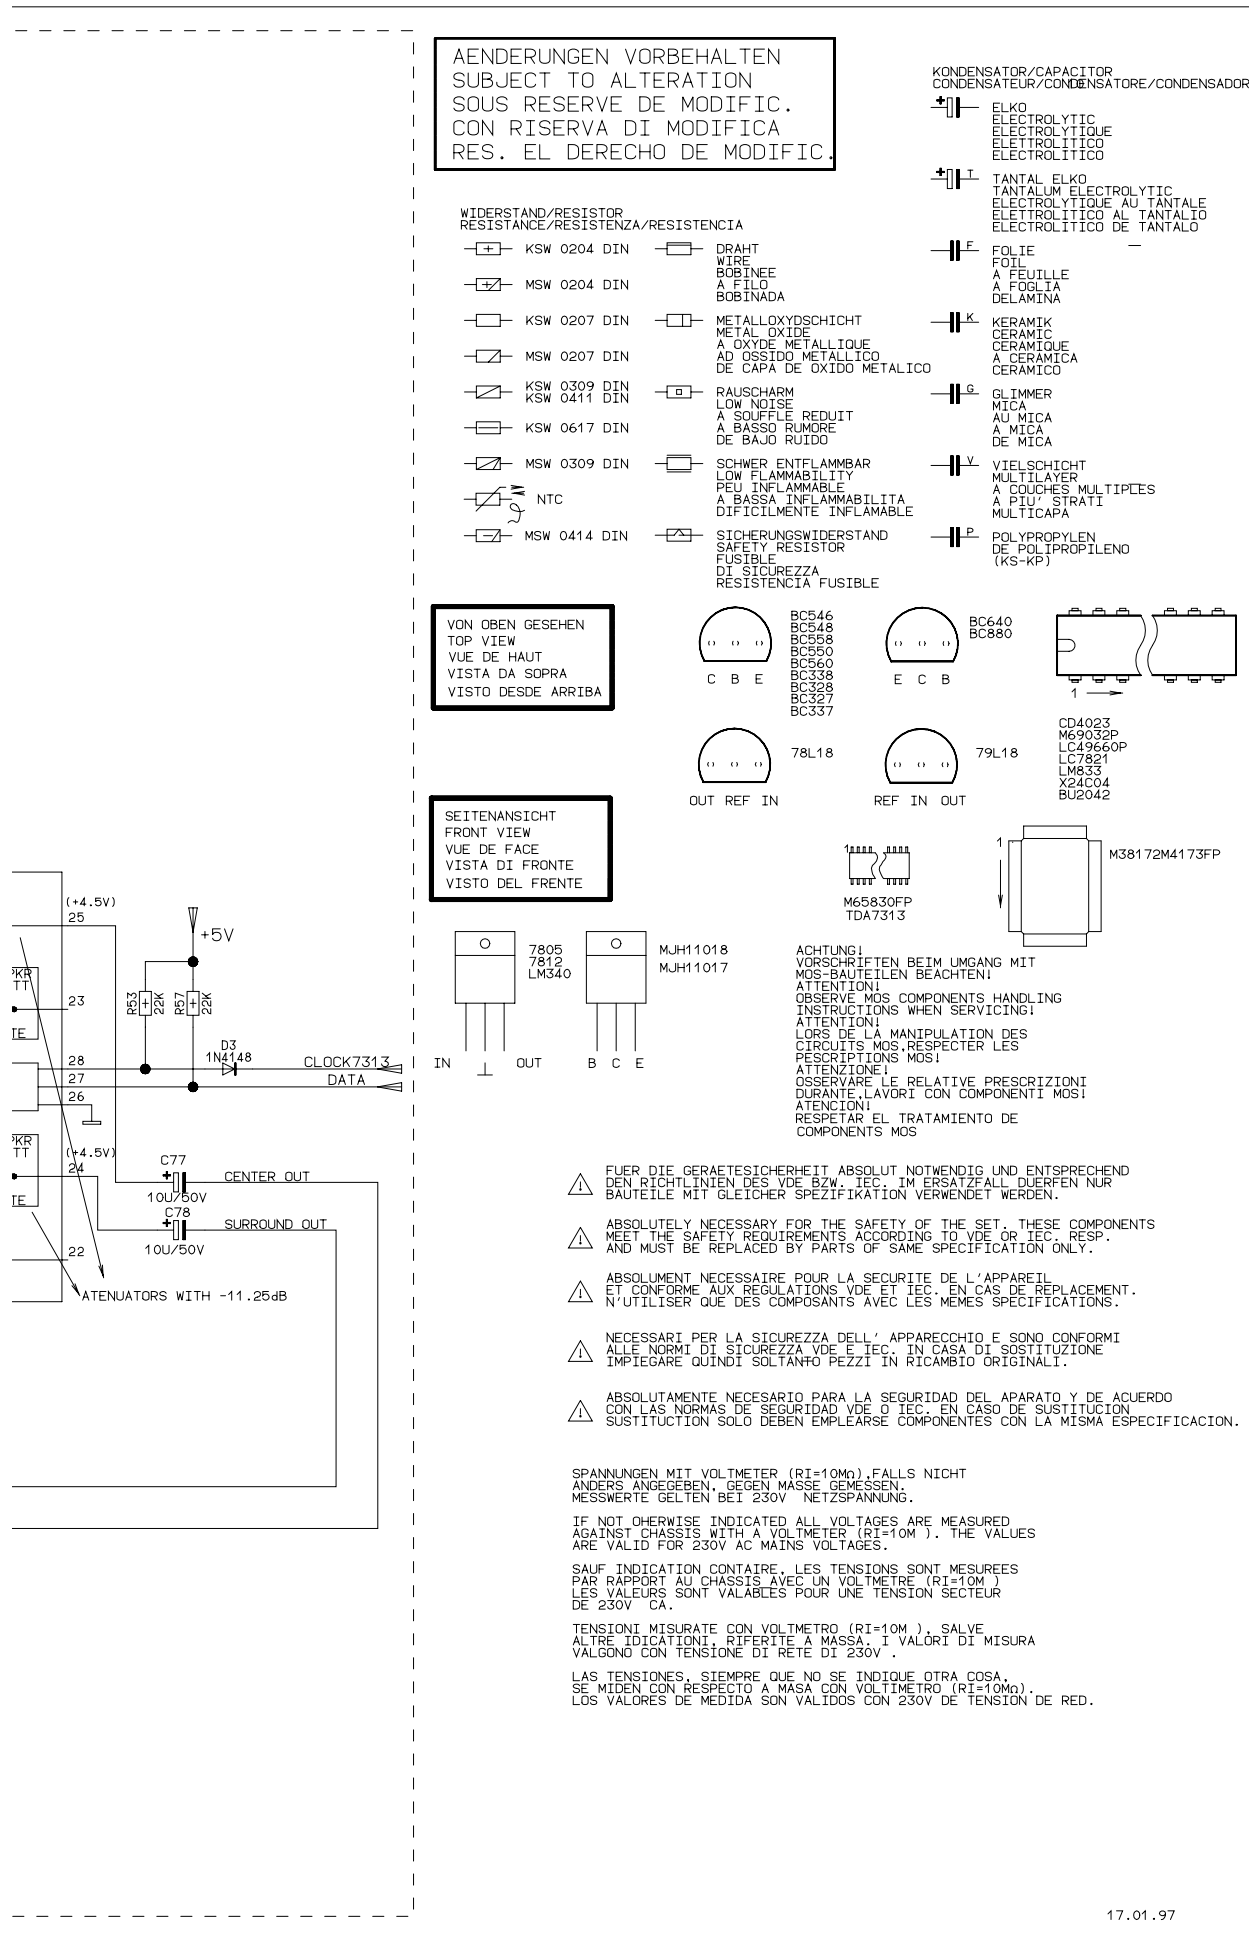 AENDERUNGEN VORBEHALTEN
SUBJECT TO ALTERATION
SOUS RESERVE DE MODIFIC.
CON RISERVA DI MODIFICA
RES. EL DERECHO DE MODIFIC.
KONDENSATOR/CAPACITOR
CONDENSATEUR/CONDENSATORE/CONDENSADOR
+
ELKO
ELECTROLYTIC
ELECTROLYTIQUE
ELETTROLITICO
ELECTROLITICO
+ T
TANTAL ELKO
TANTALUM ELECTROLYTIC
ELECTROLYTIQUE AU TANTALE
ELETTROLITICO AL TANTALIO
ELECTROLITICO DE TANTALO
F
FOLIE
FOIL
A FEUILLE
A FOGLIA
DELAMINA
K
KERAMIK
CERAMIC
CERAMIQUE
A CERAMICA
CERAMICO
G
GLIMMER
MICA
AU MICA
A MICA
DE MICA
V
VIELSCHICHT
MULTILAYER
A COUCHES MULTIPLES
A PIU' STRATI
MULTICAPA
P
POLYPROPYLEN
DE POLIPROPILENO
(KS-KP)
WIDERSTAND/RESISTOR
RESISTANCE/RESISTENZA/RESISTENCIA
KSW 0204 DIN
MSW 0204 DIN
KSW 0207 DIN
MSW 0207 DIN
KSW 0309 DIN
KSW 0411 DIN
KSW 0617 DIN
MSW 0309 DIN
NTC
MSW 0414 DIN
DRAHT
WIRE
BOBINEE
A FILO
BOBINADA
METALLOXYDSCHICHT
METAL OXIDE
A OXYDE METALLIQUE
AD OSSIDO METALLICO
DE CAPA DE OXIDO METALICO
RAUSCHARM
LOW NOISE
A SOUFFLE REDUIT
A BASSO RUMORE
DE BAJO RUIDO
SCHWER ENTFLAMMBAR
LOW FLAMMABILITY
PEU INFLAMMABLE
A BASSA INFLAMMABILITA
DIFICILMENTE INFLAMABLE
SICHERUNGSWIDERSTAND
SAFETY RESISTOR
FUSIBLE
DI SICUREZZA
RESISTENCIA FUSIBLE
VON OBEN GESEHEN
TOP VIEW
VUE DE HAUT
VISTA DA SOPRA
VISTO DESDE ARRIBA
C B E
BC546
BC548
BC558
BC550
BC560
BC338
BC328
BC327
BC337
E C B
BC640
BC880
1
CD4023
M69032P
LC49660P
LC7821
LM833
X24C04
BU2042
78L18
OUT REF IN
79L18
REF IN OUT
SEITENANSICHT
FRONT VIEW
VUE DE FACE
VISTA DI FRONTE
VISTO DEL FRENTE
1
M65830FP
TDA7313
1
M38172M4173FP
7805
7812
LM340
IN OUT
MJH11018
MJH11017
B C E
ACHTUNG!
VORSCHRIFTEN BEIM UMGANG MIT
MOS-BAUTEILEN BEACHTEN!
ATTENTION!
OBSERVE MOS COMPONENTS HANDLING
INSTRUCTIONS WHEN SERVICING!
ATTENTION!
LORS DE LA MANIPULATION DES
CIRCUITS MOS,RESPECTER LES
PESCRIPTIONS MOS!
ATTENZIONE!
OSSERVARE LE RELATIVE PRESCRIZIONI
DURANTE,LAVORI CON COMPONENTI MOS!
ATENCION!
RESPETAR EL TRATAMIENTO DE
COMPONENTS MOS
(+4.5V)
25
+5V
PKR
TT
23
TE
R53
22K
R57
22K
D3
1N4148
28
CLOCK7313
27
DATA
26
PKR
TT
(+4.5V)
24
TE
C77
+
10U/50V
CENTER OUT
C78
+
10U/50V
SURROUND OUT
22
ATENUATORS WITH -11.25dB
FUER DIE GERAETESICHERHEIT ABSOLUT NOTWENDIG UND ENTSPRECHEND
DEN RICHTLINIEN DES VDE BZW. IEC. IM ERSATZFALL DUERFEN NUR
BAUTEILE MIT GLEICHER SPEZIFIKATION VERWENDET WERDEN.
ABSOLUTELY NECESSARY FOR THE SAFETY OF THE SET. THESE COMPONENTS
MEET THE SAFETY REQUIREMENTS ACCORDING TO VDE OR IEC. RESP.
AND MUST BE REPLACED BY PARTS OF SAME SPECIFICATION ONLY.
ABSOLUMENT NECESSAIRE POUR LA SECURITE DE L'APPAREIL
ET CONFORME AUX REGULATIONS VDE ET IEC. EN CAS DE REPLACEMENT.
N'UTILISER QUE DES COMPOSANTS AVEC LES MEMES SPECIFICATIONS.
NECESSARI PER LA SICUREZZA DELL' APPARECCHIO E SONO CONFORMI
ALLE NORMI DI SICUREZZA VDE E IEC. IN CASA DI SOSTITUZIONE
IMPIEGARE QUINDI SOLTANTO PEZZI IN RICAMBIO ORIGINALI.
ABSOLUTAMENTE NECESARIO PARA LA SEGURIDAD DEL APARATO Y DE ACUERDO
CON LAS NORMAS DE SEGURIDAD VDE O IEC. EN CASO DE SUSTITUCION
SUSTITUCTION SOLO DEBEN EMPLEARSE COMPONENTES CON LA MISMA ESPECIFICACION.
SPANNUNGEN MIT VOLTMETER (RI=10MΩ),FALLS NICHT
ANDERS ANGEGEBEN, GEGEN MASSE GEMESSEN.
MESSWERTE GELTEN BEI 230V NETZSPANNUNG.
IF NOT OHERWISE INDICATED ALL VOLTAGES ARE MEASURED
AGAINST CHASSIS WITH A VOLTMETER (RI=10M ). THE VALUES
ARE VALID FOR 230V AC MAINS VOLTAGES.
SAUF INDICATION CONTAIRE, LES TENSIONS SONT MESUREES
PAR RAPPORT AU CHASSIS AVEC UN VOLTMETRE (RI=10M )
LES VALEURS SONT VALABLES POUR UNE TENSION SECTEUR
DE 230V CA.
TENSIONI MISURATE CON VOLTMETRO (RI=10M ), SALVE
ALTRE IDICATIONI, RIFERITE A MASSA. I VALORI DI MISURA
VALGONO CON TENSIONE DI RETE DI 230V .
LAS TENSIONES, SIEMPRE QUE NO SE INDIQUE OTRA COSA,
SE MIDEN CON RESPECTO A MASA CON VOLTIMETRO (RI=10MΩ).
LOS VALORES DE MEDIDA SON VALIDOS CON 230V DE TENSION DE RED.
17.01.97